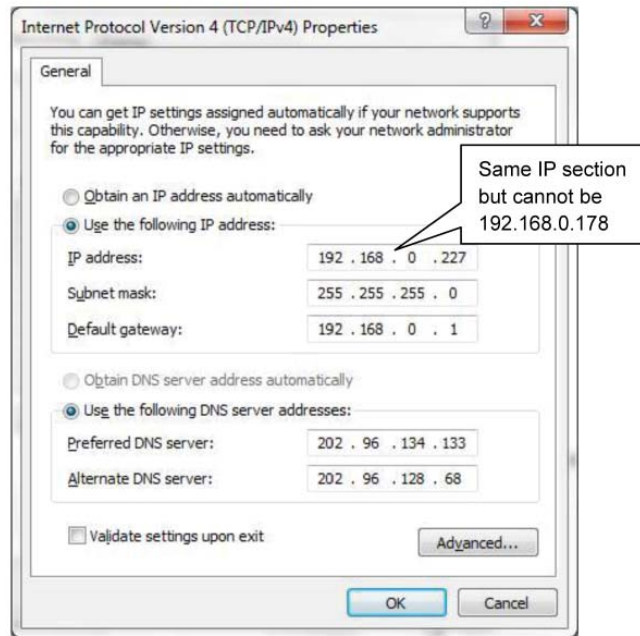 Internet Protocol Version 4 (TCP/IPv4) Properties
General
You can get IP settings assigned automatically if your network supports
this capability. Otherwise, you need to ask your network administrator
for the appropriate IP settings.
Same IP section
but cannot be
192.168.0.178
Obtain an IP address automatically
Use the following IP address:
IP address: 192 . 168 . 0 . 227
Subnet mask: 255 . 255 . 255 . 0
Default gateway: 192 . 168 . 0 . 1
Obtain DNS server address automatically
Use the following DNS server addresses:
Preferred DNS server: 202 . 96 . 134 . 133
Alternate DNS server: 202 . 96 . 128 . 68
Validate settings upon exit
Advanced...
OK Cancel